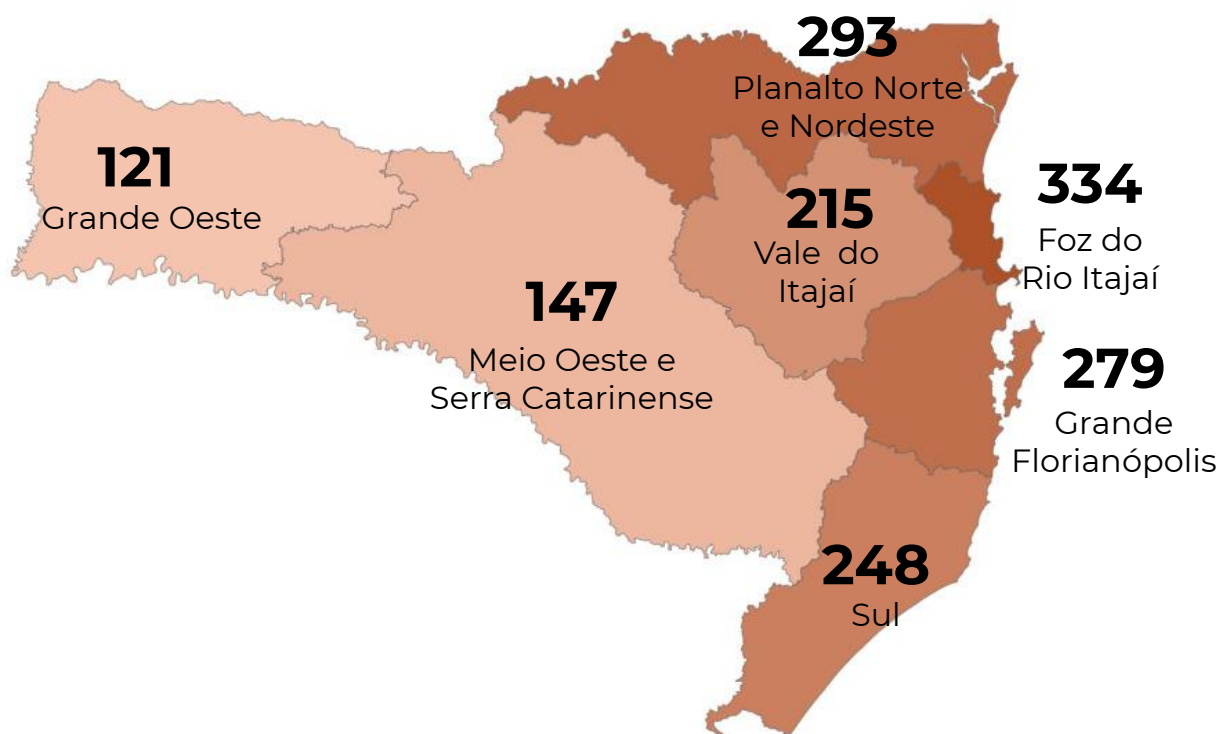 293
Planalto Norte
e Nordeste
121
Grande Oeste
334
Foz do
Rio Itajaí
215
Vale do
Itajaí
147
Meio Oeste e
Serra Catarinense
279
Grande
Florianópolis
248
Sul